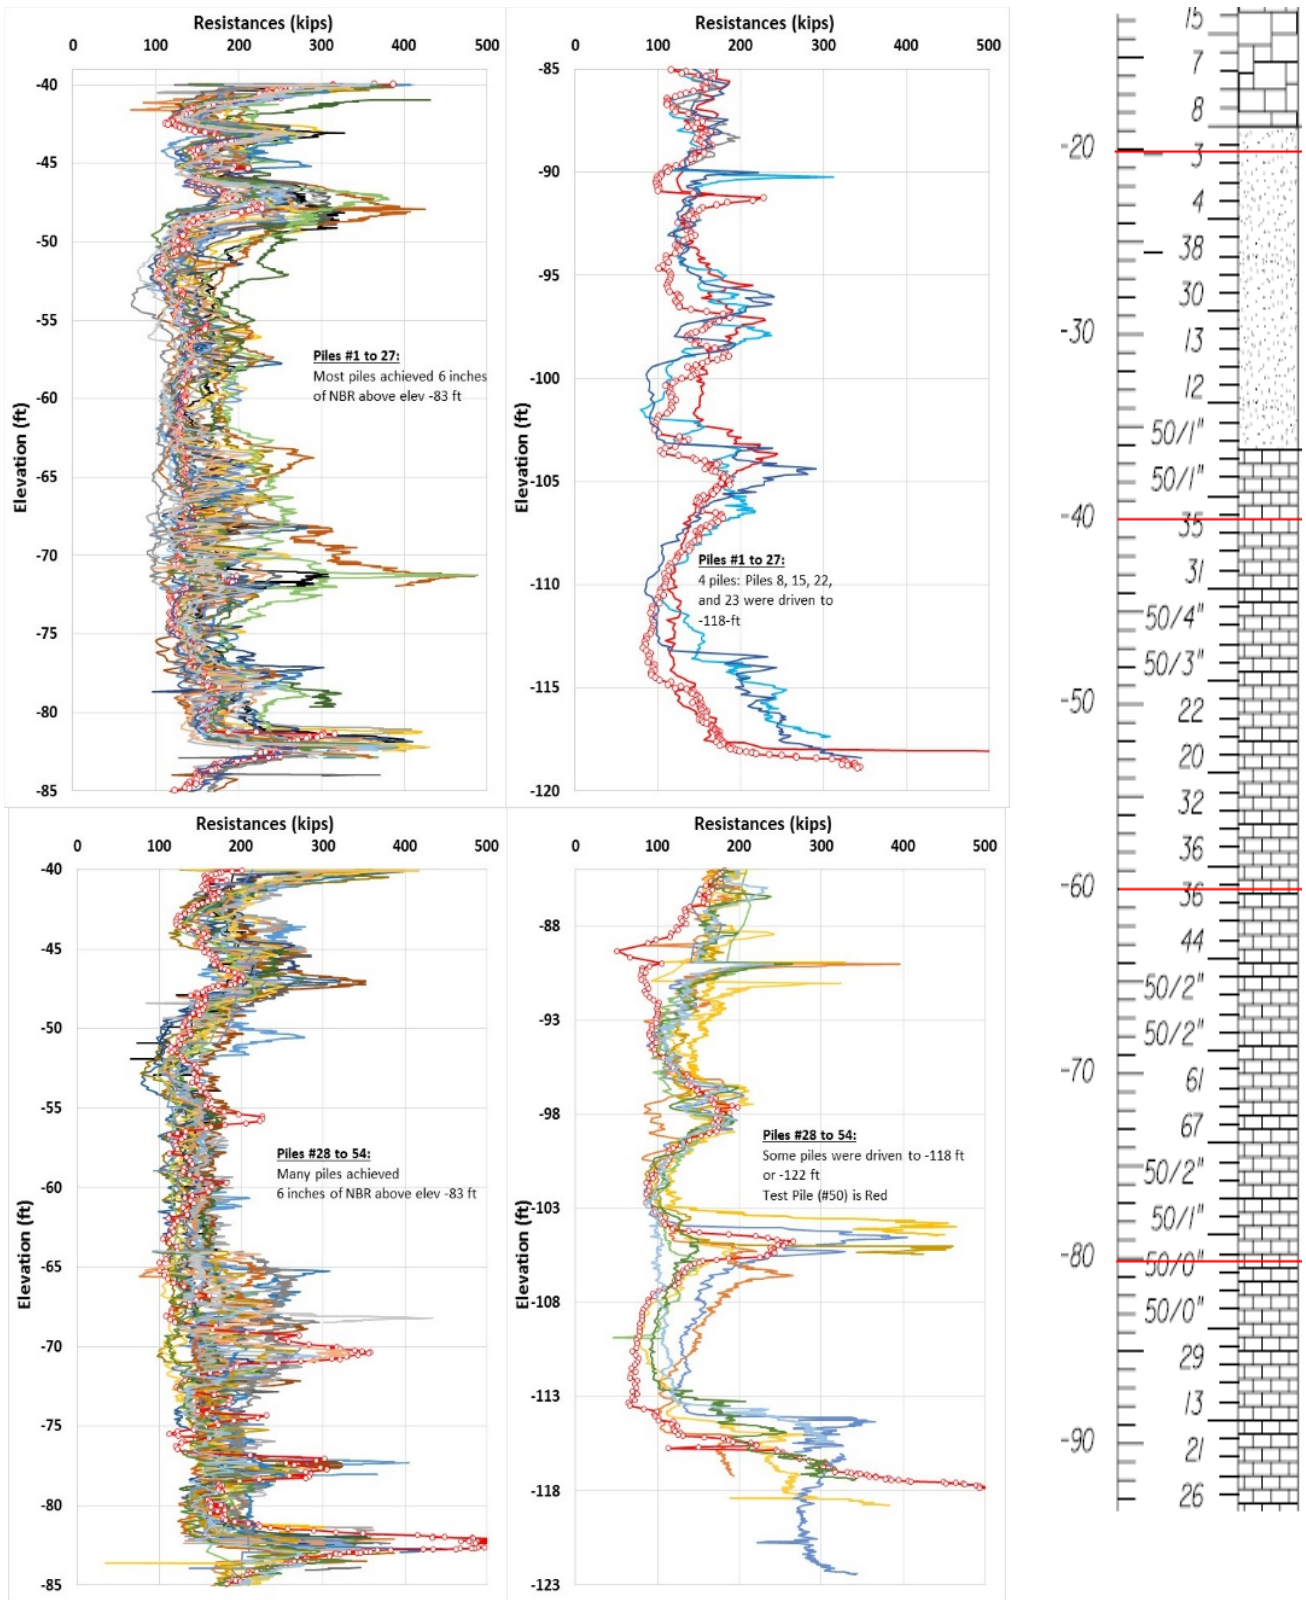 Resistances (kips)
0 100 200 300 400 500
-40
-45
-50
-55
-60
-65
-70
-75
-80
-85
Elevation (ft)
Piles #1 to 27:
Most piles achieved 6 inches
of NBR above elev -83 ft
Resistances (kips)
0 100 200 300 400 500
-85
-90
-95
-100
-105
-110
-115
-120
Elevation (ft)
Piles #1 to 27:
4 piles: Piles 8, 15, 22,
and 23 were driven to
-118-ft
Resistances (kips)
0 100 200 300 400 500
-40
-45
-50
-55
-60
-65
-70
-75
-80
-85
Elevation (ft)
Piles #28 to 54:
Many piles achieved
6 inches of NBR above elev -83 ft
Resistances (kips)
0 100 200 300 400 500
-88
-93
-98
-103
-108
-113
-118
-123
Elevation (ft)
Piles #28 to 54:
Some piles were driven to -118 ft
or -122 ft
Test Pile (#50) is Red
15
7
8
-20 3
4
38
30
-30
13
12
50/1"
50/1"
-40 35
31
50/4"
50/3"
-50 22
20
32
36
-60 36
44
50/2"
50/2"
-70
61
67
50/2"
50/1"
-80 50/0"
50/0"
29
13
-90 21
26